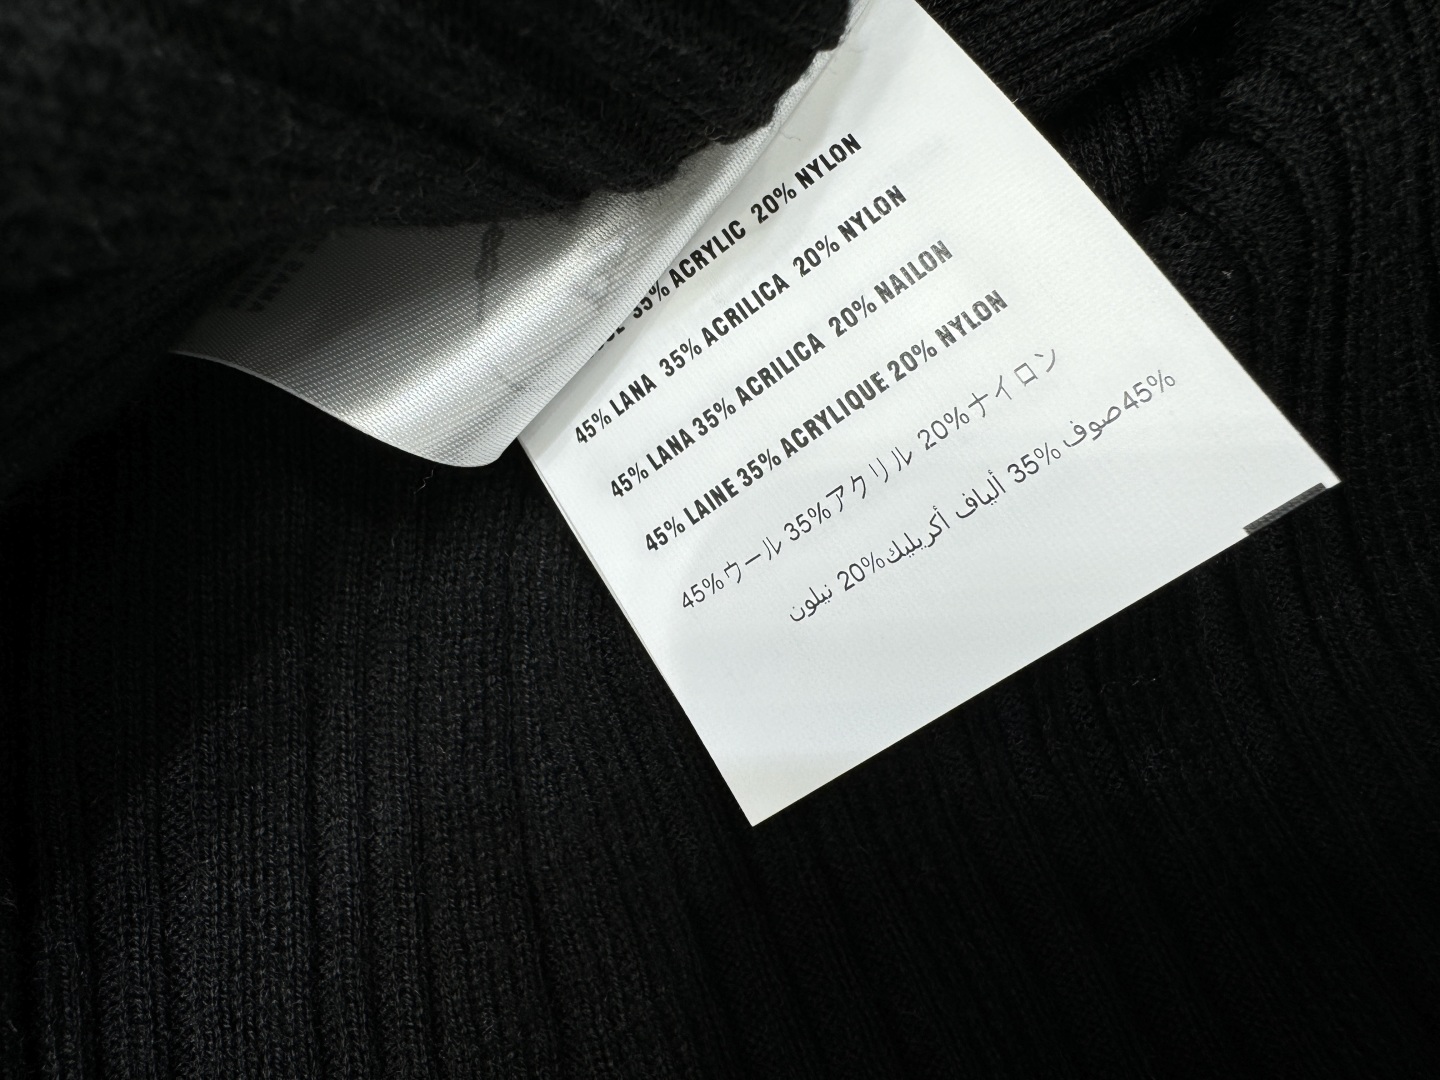 35% ACRYLIC 20% NYLON
45% LANA 35% ACRILICA 20% NYLON
45% LANA 35% ACRILICA 20% NAILON
45% LAINE 35% ACRYLIQUE 20% NYLON
45%ウール 35%アクリル 20%ナイロン
45%صوف 35% ألياف أكريليك20% نيلون